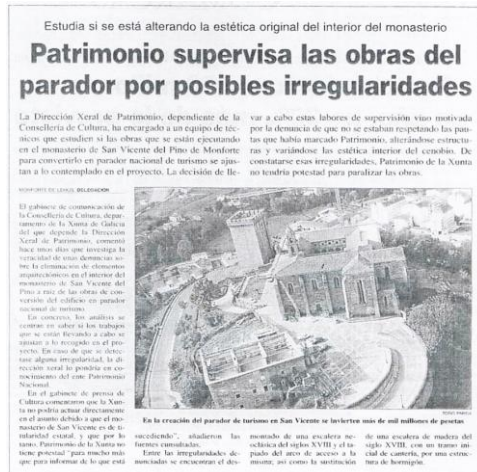 Estudia si se está alterando la estética original del interior del monasterio
Patrimonio supervisa las obras del
parador por posibles irregularidades
La Dirección Xeral de Patrimonio, dependiente de la
Consellería de Cultura, ha encargado a un equipo de téc-
nicos que estudien si las obras que se están ejecutando
en el monasterio de San Vicente del Pino de Monforte
para convertirlo en parador nacional de turismo se ajus-
tan a lo contemplado en el proyecto. La decisión de lle-
var a cabo estas labores de supervisión vino motivada
por la denuncia de que no se estaban respetando las pau-
tas que había marcado Patrimonio, alterándose estructu-
ras y variándose las estética interior del cenobio. De
constatarse esas irregularidades, Patrimonio de la Xunta
no tendría potestad para paralizar las obras.
MONFORTE DE LEMOS. DELEGACIÓN
El gabinete de comunicación de
la Consellería de Cultura, depar-
tamento de la Xunta de Galicia
del que depende la Dirección
Xeral de Patrimonio, comentó
hace unos días que investiga la
veracidad de unas denuncias so-
bre la eliminación de elementos
arquitectónicos en el interior del
monasterio de San Vicente del
Pino a raíz de las obras de con-
versión del edificio en parador
nacional de turismo.
En concreto, los análisis se
centran en saber si los trabajos
que se están llevando a cabo se
ajustan a lo recogido en el pro-
yecto. En caso de que se detec-
tase alguna irregularidad, la di-
rección xeral lo pondría en co-
nocimiento del ente Patrimonio
Nacional.
En el gabinete de prensa de
Cultura comentaron que la Xun-
ta no podría actuar directamente
en el asunto debido a que el mo-
nasterio de San Vicente es de ti-
tularidad estatal, y que por lo
tanto, Patrimonio de la Xunta no
tiene potestad "para mucho más
que para informar de lo que está
En la creación del parador de turismo en San Vicente se invierten más de mil millones de pesetas
sucediendo", añadieron las
fuentes consultadas.
Entre las irregularidades de-
nunciadas se encuentran el des-
montado de una escalera neo-
clásica del siglos XVIII y el ta-
pado del arco de acceso a la
misma; así como la sustitución
de una escalera de madera del
siglo XVIII, con un tramo ini-
cial de cantería, por una estruc-
tura de hormigón.